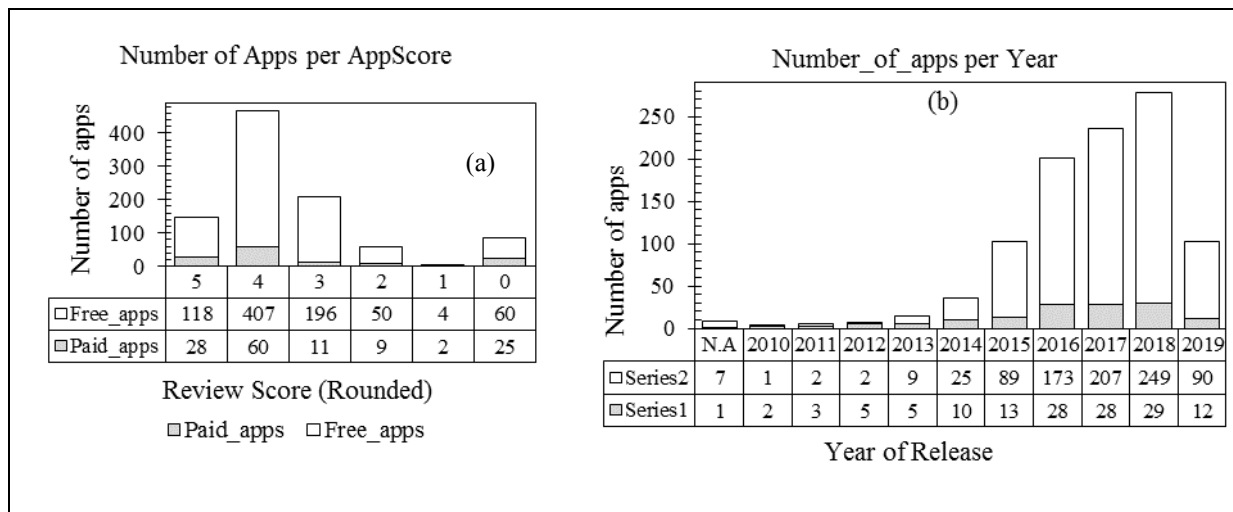 Number of Apps per AppScore
Number of apps
400
300
200
100
0
(a)
5 4 3 2 1 0
Free_apps 118 407 196 50 4 60
Paid_apps 28 60 11 9 2 25
Review Score (Rounded)
Paid_apps Free_apps
Number_of_apps per Year
Number of apps
250
200
150
100
50
0
(b)
N.A 2010 2011 2012 2013 2014 2015 2016 2017 2018 2019
Series2 7 1 2 2 9 25 89 173 207 249 90
Series1 1 2 3 5 5 10 13 28 28 29 12
Year of Release